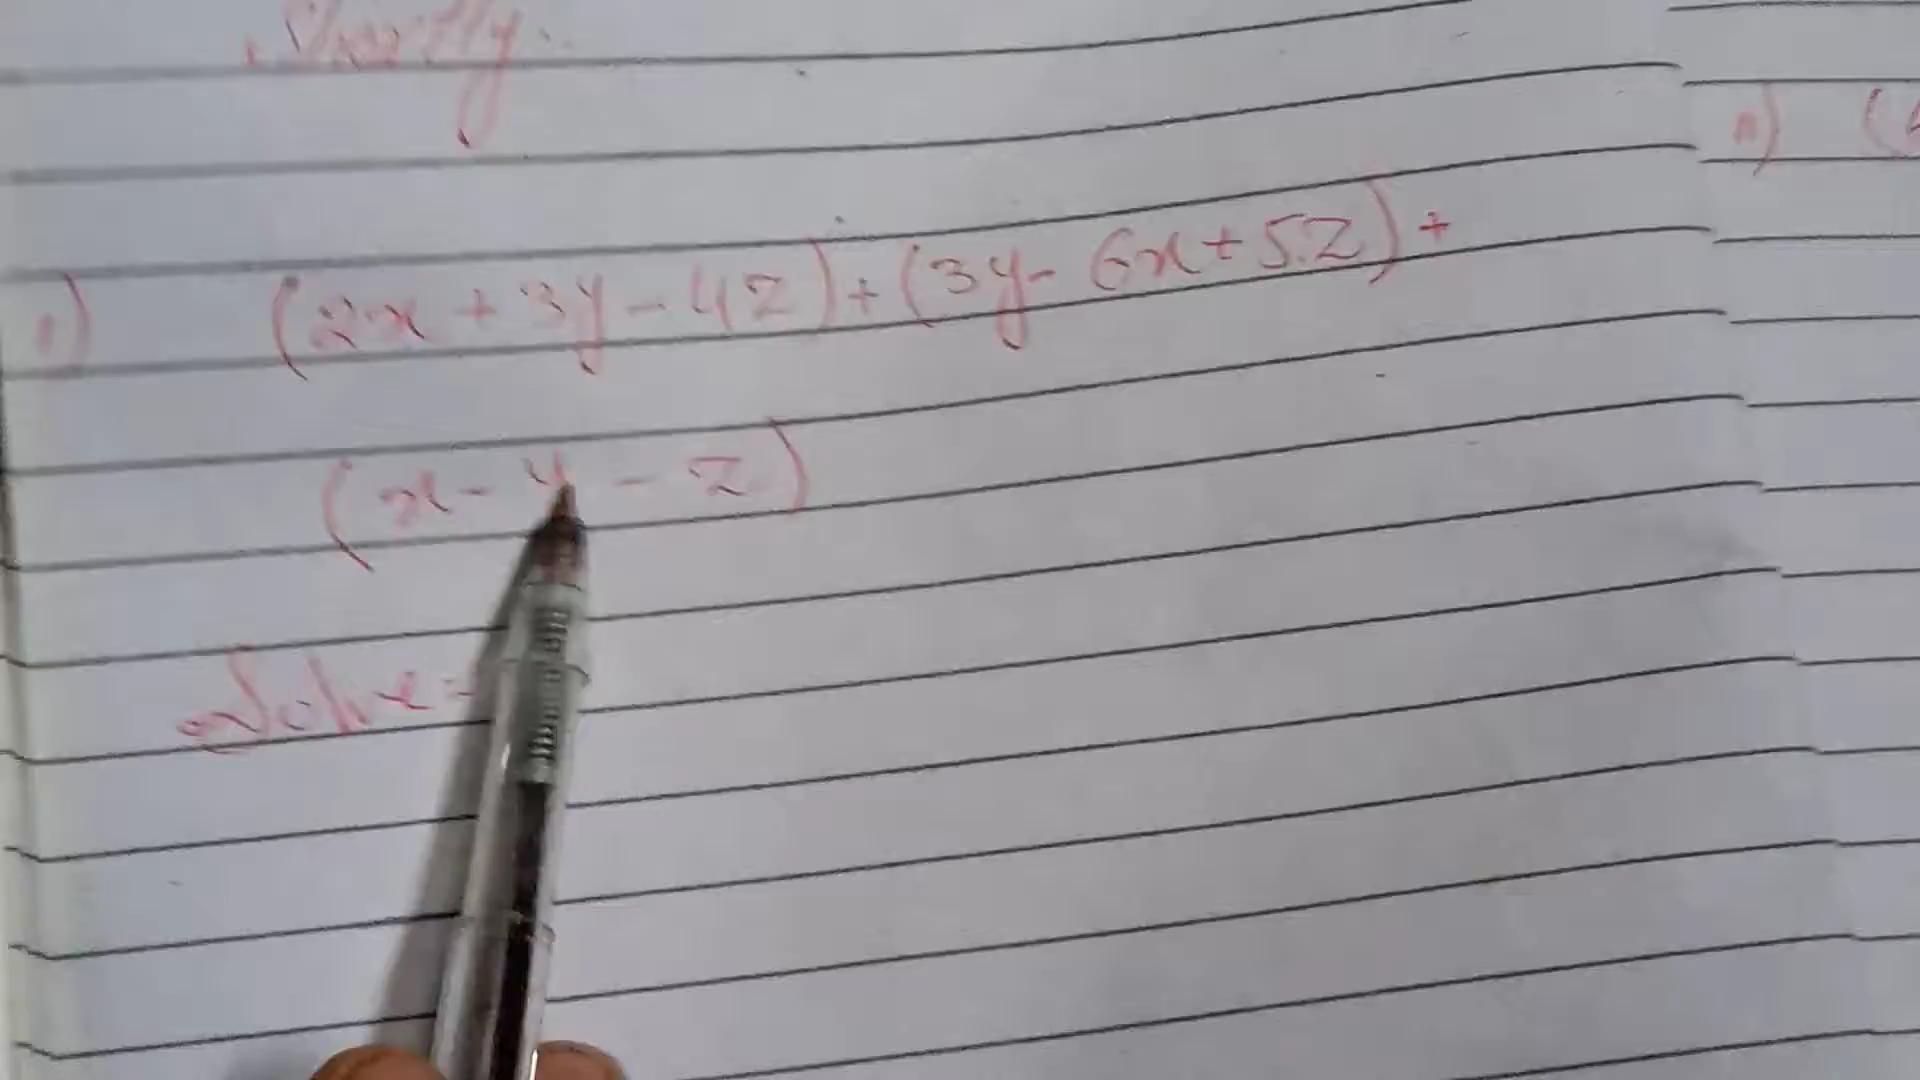 Simplify
1) (2x + 3y - 4z) + (3y - 6x + 5z) +
(x - y - z)
Solve